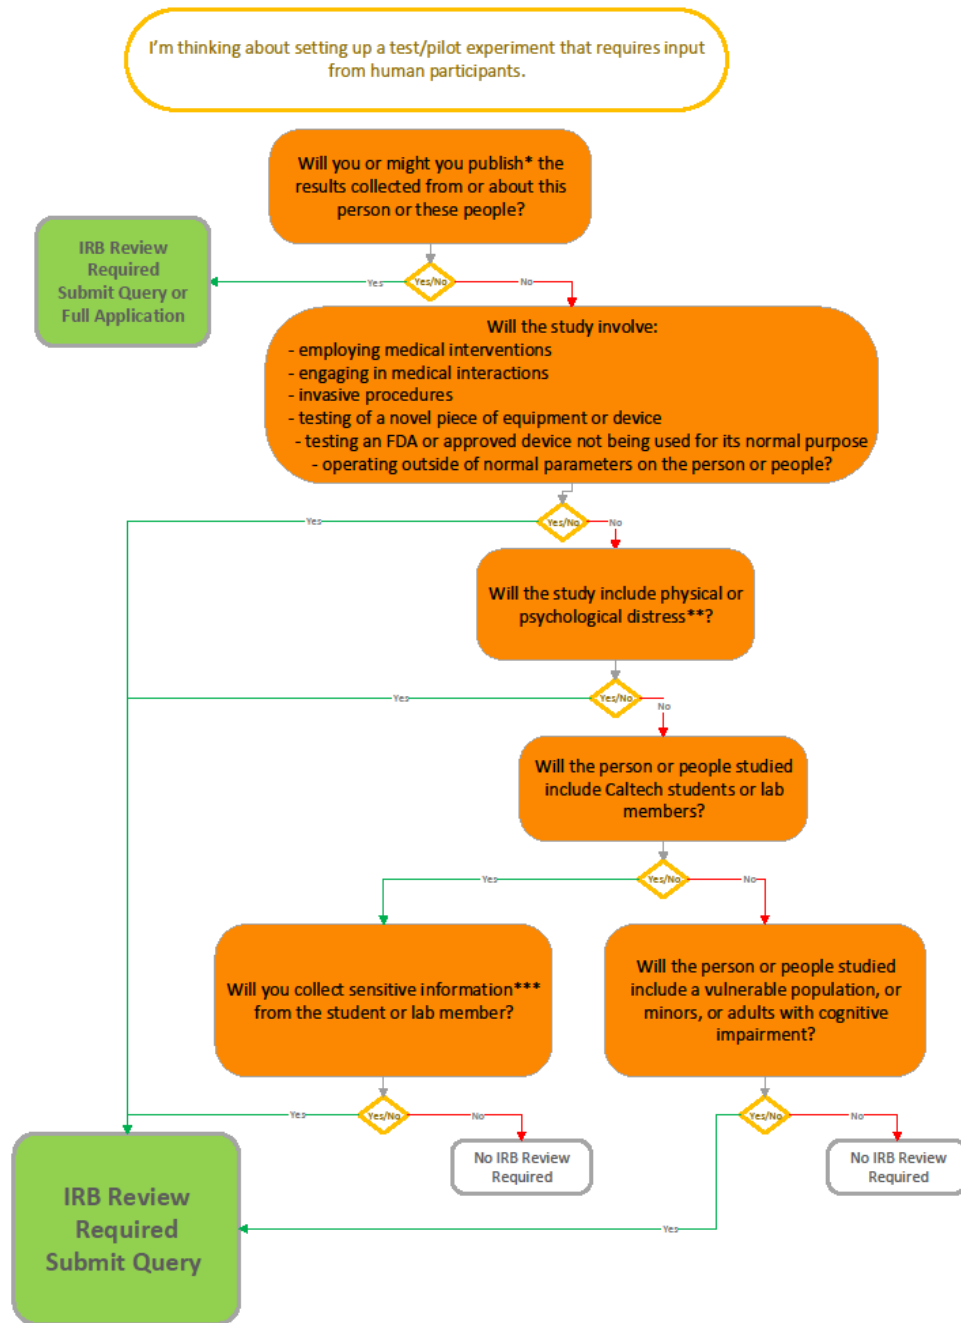 I'm thinking about setting up a test/pilot experiment that requires input
from human participants.
Will you or might you publish* the
results collected from or about this
person or these people?
IRB Review
Required
Submit Query or
Full Application
Yes
Yes/No
No
Will the study involve:
- employing medical interventions
- engaging in medical interactions
- invasive procedures
- testing of a novel piece of equipment or device
- testing an FDA or approved device not being used for its normal purpose
- operating outside of normal parameters on the person or people?
Yes
Yes/No
No
Will the study include physical or
psychological distress**?
Yes
Yes/No
No
Will the person or people studied
include Caltech students or lab
members?
Yes
Yes/No
No
Will you collect sensitive information***
from the student or lab member?
Will the person or people studied
include a vulnerable population, or
minors, or adults with cognitive
impairment?
Yes
Yes/No
No
Yes/No
No
No IRB Review
Required
No IRB Review
Required
IRB Review
Required
Submit Query
Yes